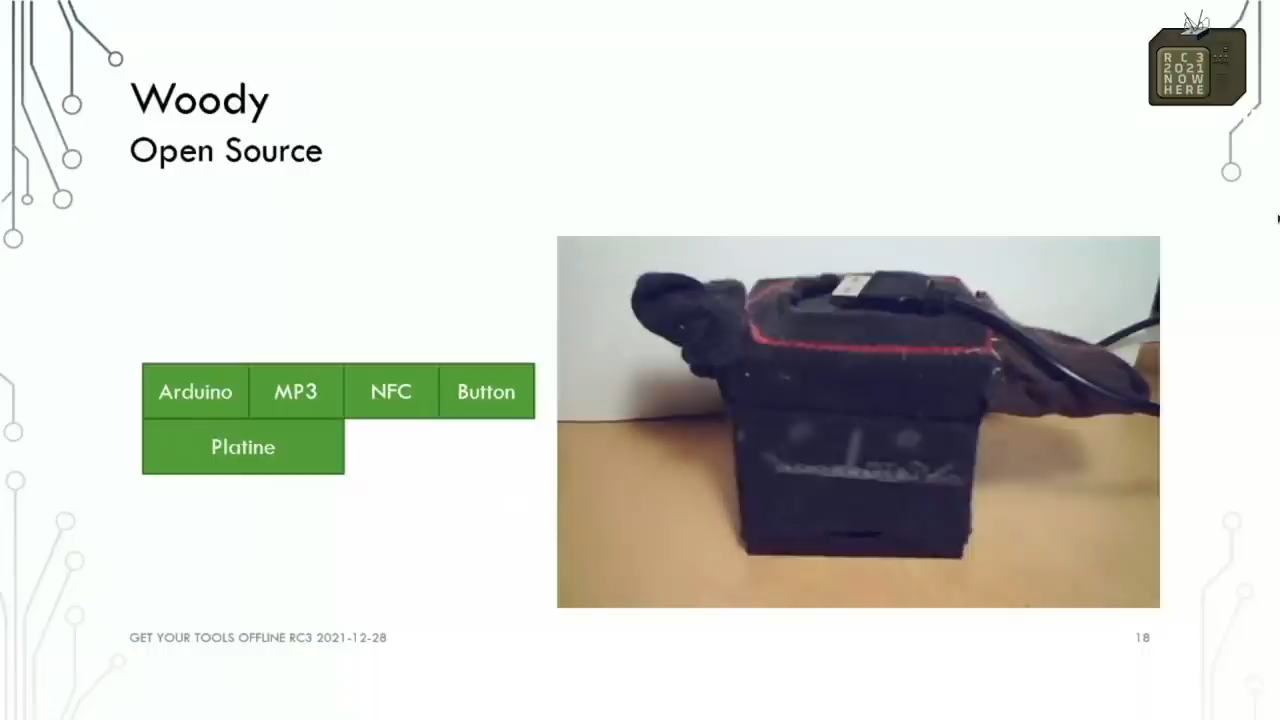 Woody
Open Source
R C 3
2021
NOW
HERE
Arduino MP3 NFC Button
Platine
GET YOUR TOOLS OFFLINE RC3 2021-12-28
18